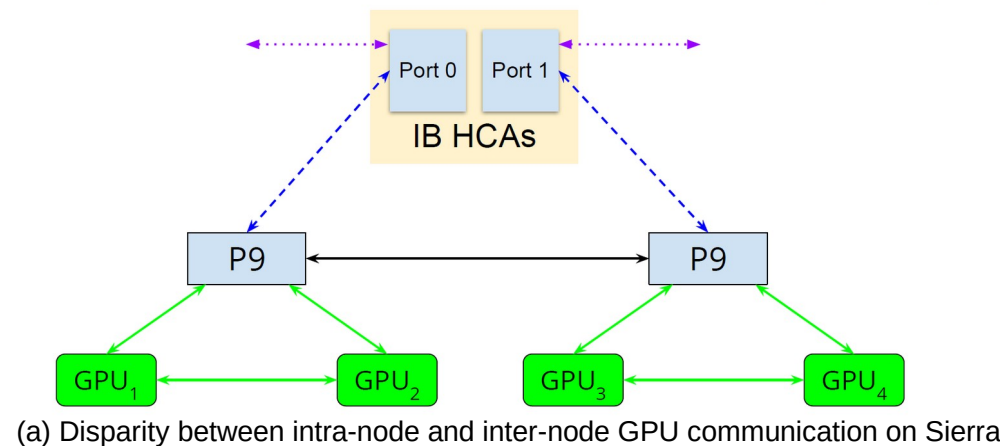 Port 0 Port 1
IB HCAs
P9 P9
GPU1 GPU2 GPU3 GPU4
(a) Disparity between intra-node and inter-node GPU communication on Sierra